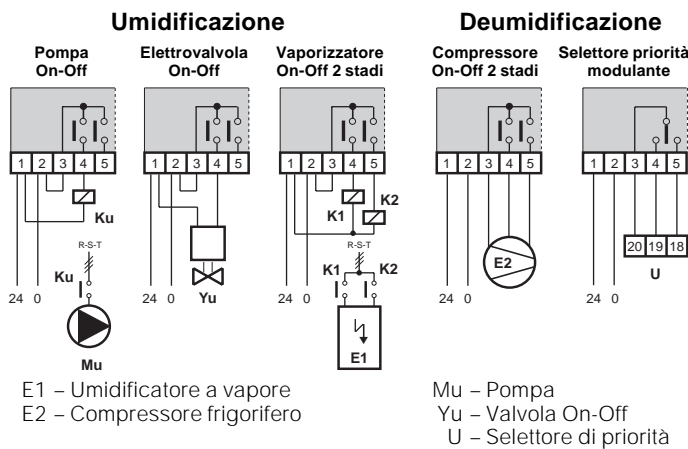 Umidificazione
Deumidificazione
Pompa
On-Off
Elettrovalvola
On-Off
Vaporizzatore
On-Off 2 stadi
Compressore
On-Off 2 stadi
Selettore priorità
modulante
1 2 3 4 5
1 2 3 4 5
1 2 3 4 5
1 2 3 4 5
1 2 3 4 5
Ku
K1
K2
R-S-T
Ku
24 0
Mu
24 0
Yu
R-S-T
K1
K2
24 0
E1
E2
24 0
20 19 18
U
24 0
E1 – Umidificatore a vapore
E2 – Compressore frigorifero
Mu – Pompa
Yu – Valvola On-Off
U – Selettore di priorità